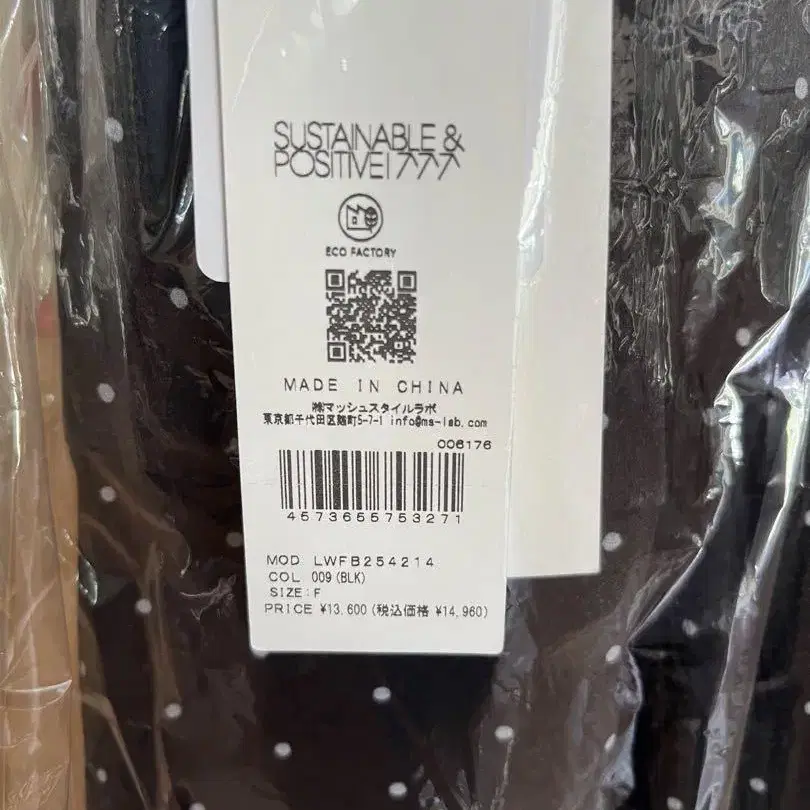 SUSTAINABLE &
POSITIVE! 777
ECO FACTORY
MADE IN CHINA
㈱マッシュスタイルラボ
東京都千代田区麹町5-7-1 info@ms-lab.com
006176
4573655753271
MOD LWFB254214
COL 009(BLK)
SIZE:F
PRICE ¥13,600(税込価格 ¥14,960)